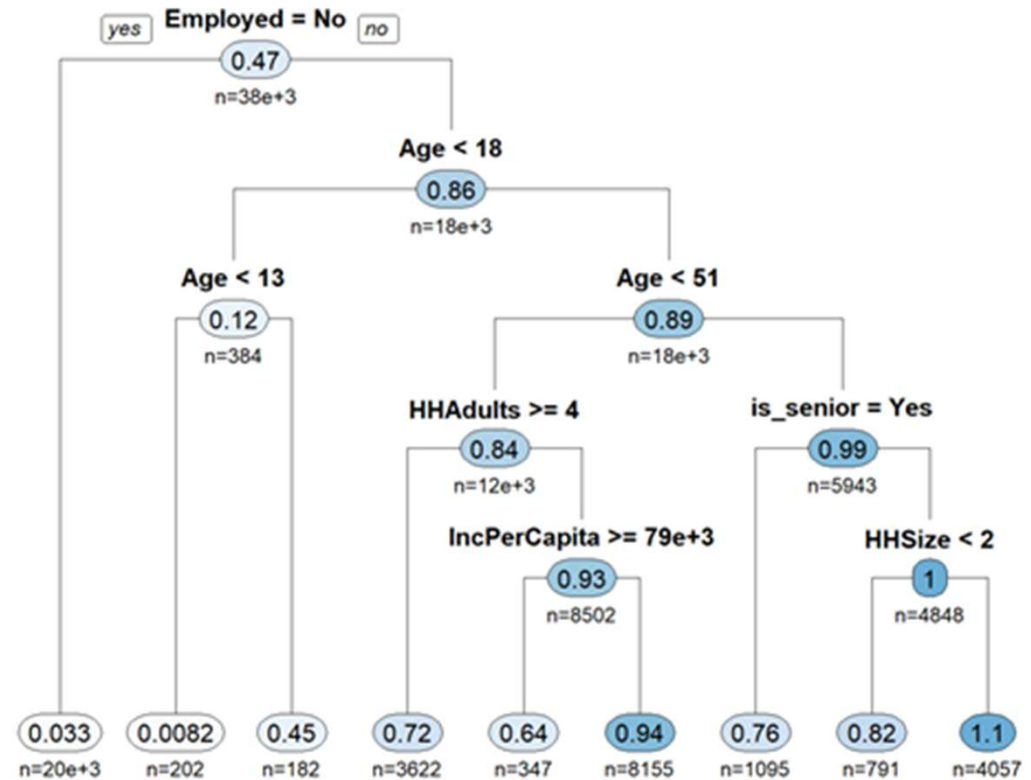 yes Employed = No no
0.47
n=38e+3
Age < 18
0.86
n=18e+3
Age < 13 Age < 51
0.12 0.89
n=384 n=18e+3
HHAdults >= 4 is_senior = Yes
0.84 0.99
n=12e+3 n=5943
IncPerCapita >= 79e+3 HHSize < 2
0.93 1
n=8502 n=4848
0.033 0.0082 0.45 0.72 0.64 0.94 0.76 0.82 1.1
n=20e+3 n=202 n=182 n=3622 n=347 n=8155 n=1095 n=791 n=4057